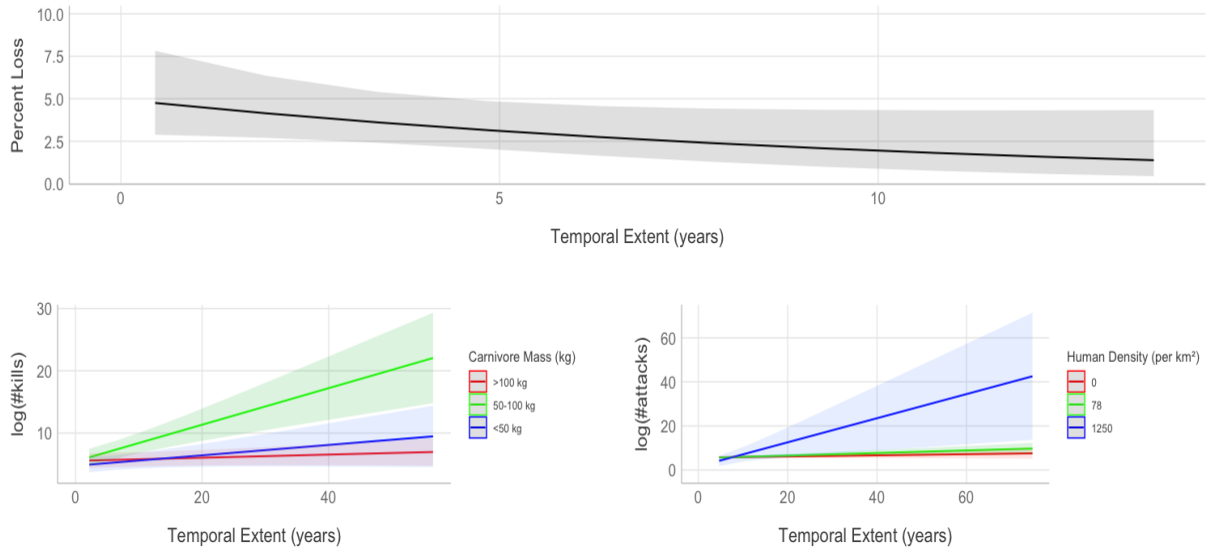 10.0
7.5
5.0
2.5
0.0
Percent Loss
0 5 10
Temporal Extent (years)
30
20
10
log(#kills)
0 20 40
Temporal Extent (years)
Carnivore Mass (kg)
>100 kg
50-100 kg
<50 kg
60
40
20
0
log(#attacks)
0 20 40 60
Temporal Extent (years)
Human Density (per km²)
0
78
1250